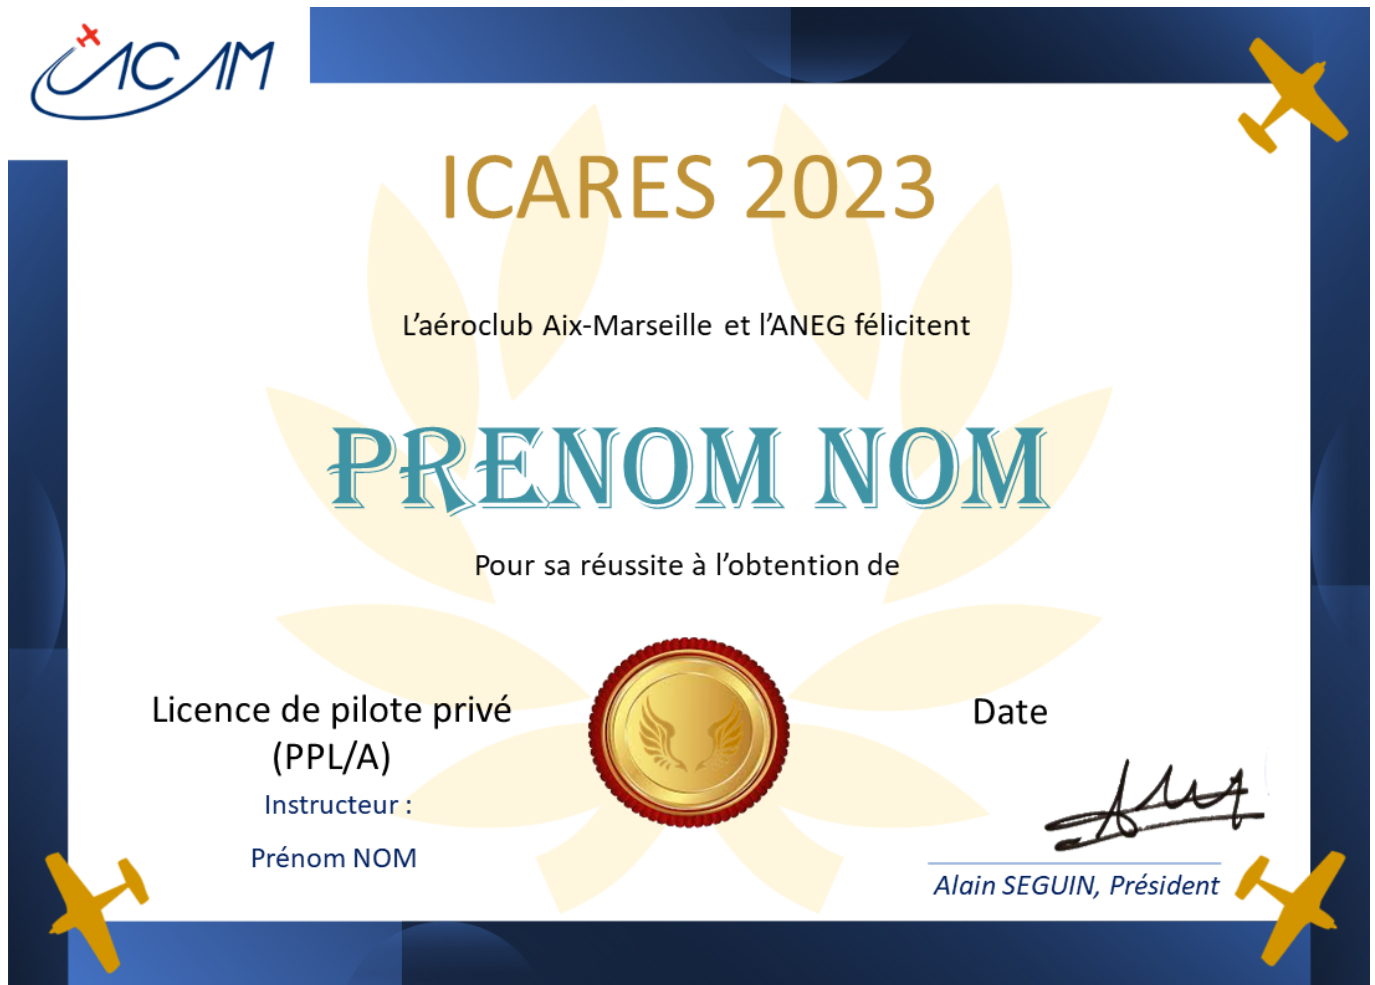 ACAM
ICARES 2023
L'aéroclub Aix-Marseille et l'ANEG félicitent
PRENOM NOM
Pour sa réussite à l'obtention de
Licence de pilote privé
(PPL/A)
Instructeur :
Prénom NOM
Date
Alain SEGUIN, Président